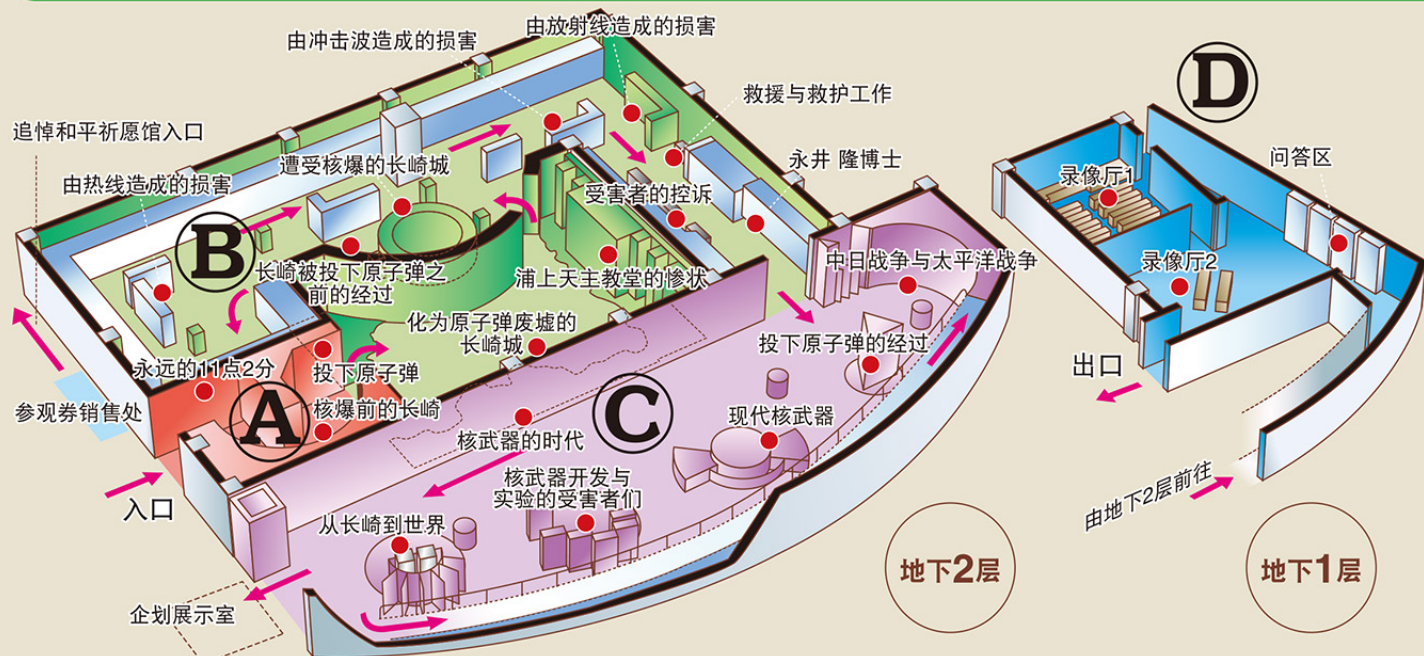 由冲击波造成的损害
由放射线造成的损害
D
追悼和平祈愿馆入口
救援与救护工作
遭受核爆的长崎城
永井 隆博士
问答区
由热线造成的损害
受害者的控诉
录像厅1
B
长崎被投下原子弹之
前的经过
浦上天主教堂的惨状
中日战争与太平洋战争
录像厅2
化为原子弹废墟的
长崎城
投下原子弹的经过
永远的11点2分
投下原子弹
出口
参观券销售处
A
核爆前的长崎
C
现代核武器
核武器的时代
核武器开发与
实验的受害者们
入口
从长崎到世界
由地下2层前往
地下2层
地下1层
企划展示室